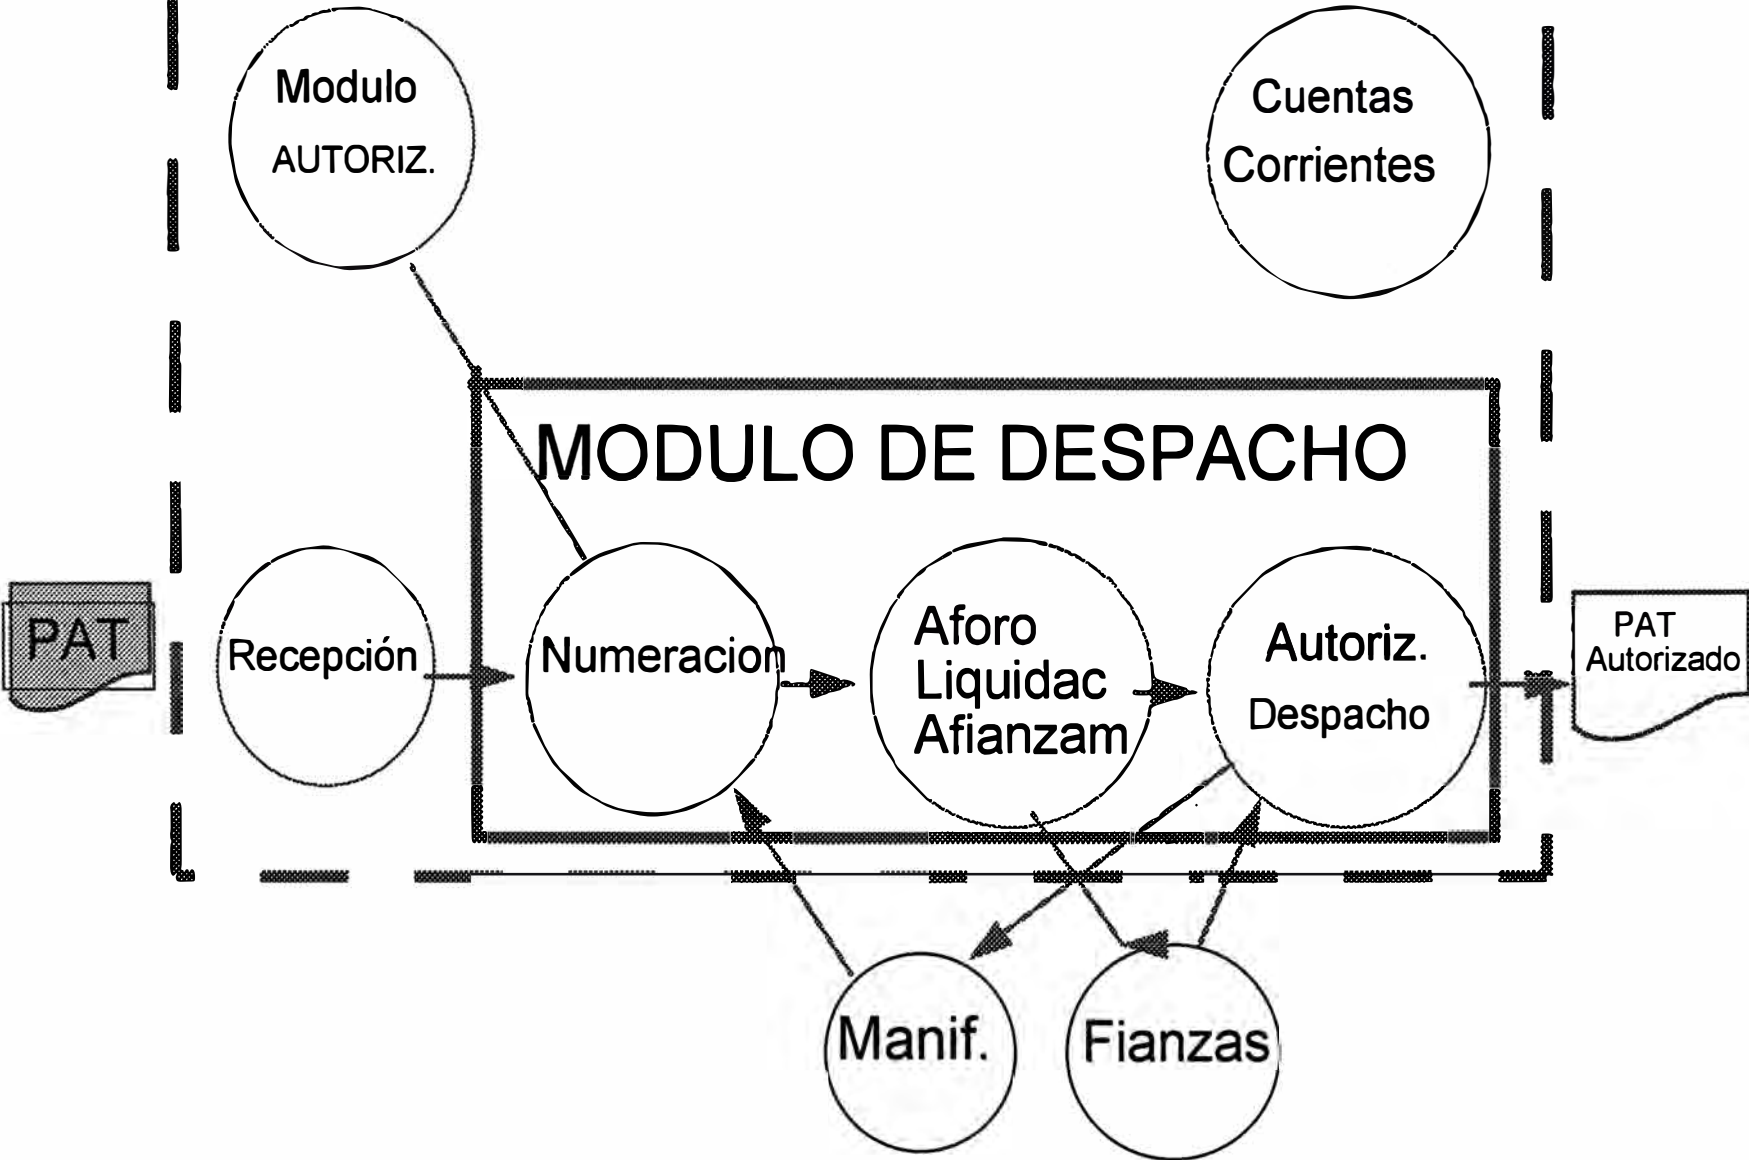 Modulo
AUTORIZ.
Cuentas
Corrientes
MODULO DE DESPACHO
PAT
Recepción
Numeracion
Aforo
Liquidac
Afianzam
Autoriz.
Despacho
PAT
Autorizado
Manif.
Fianzas